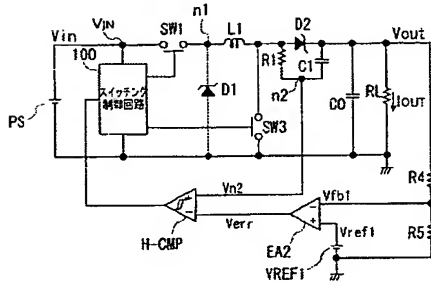 VIN
n1
Vin
SW1
L1
D2
Vout
100
R1
C1
スイッチング
制御回路
n2
D1
C0
RL
IOUT
PS
SW3
Vn2
Vfb1
R4
Verr
Vref1
R5
H-CMP
EA2
VREF1